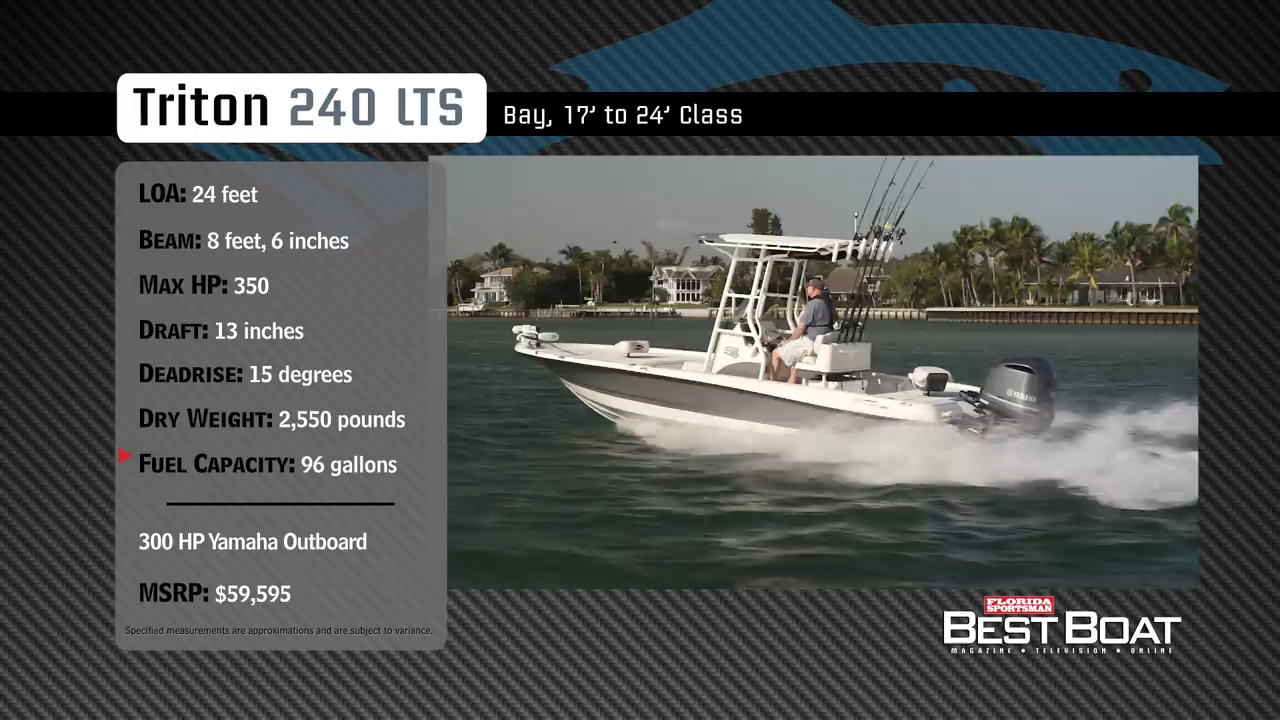 Triton 240 LTS
Bay, 17' to 24' Class
LOA: 24 feet
BEAM: 8 feet, 6 inches
MAX HP: 350
DRAFT: 13 inches
DEADRISE: 15 degrees
DRY WEIGHT: 2,550 pounds
FUEL CAPACITY: 96 gallons
300 HP Yamaha Outboard
MSRP: $59,595
Specified measurements are approximations and are subject to variance.
YAMAHA
FLORIDA
SPORTSMAN
BEST BOAT
MAGAZINE • TELEVISION • ONLINE